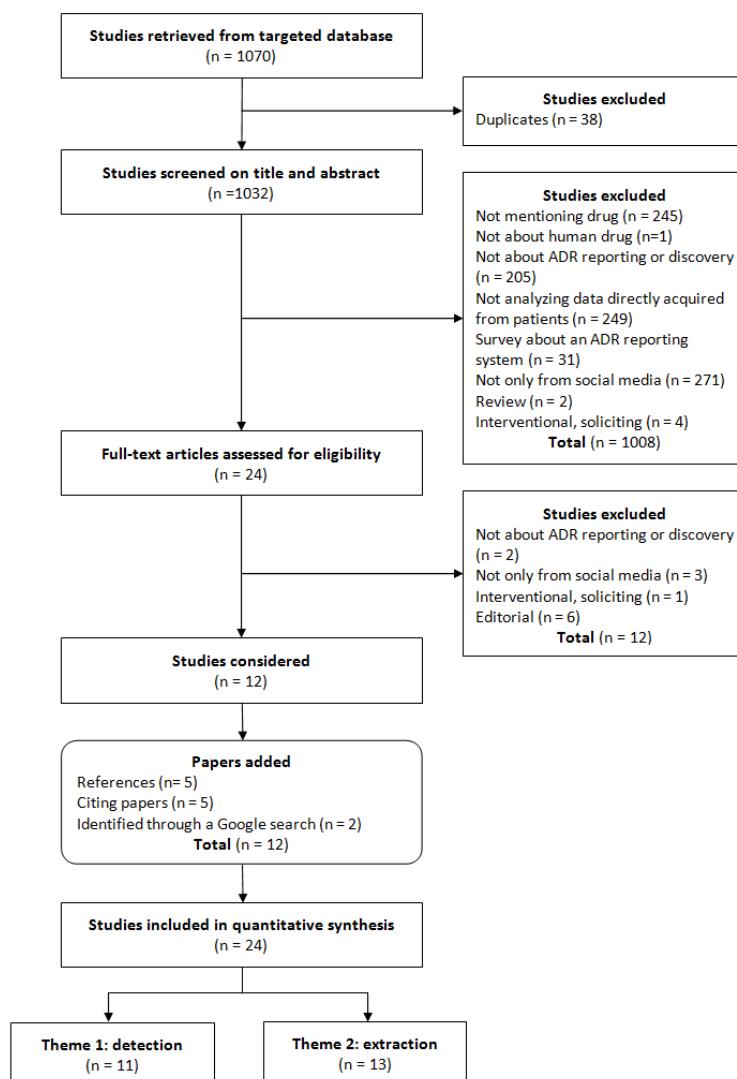 Studies retrieved from targeted database
(n = 1070)
Studies excluded
Duplicates (n = 38)
Studies screened on title and abstract
(n =1032)
Studies excluded
Not mentioning drug (n = 245)
Not about human drug (n=1)
Not about ADR reporting or discovery
(n = 205)
Not analyzing data directly acquired
from patients (n = 249)
Survey about an ADR reporting
system (n = 31)
Not only from social media (n = 271)
Review (n = 2)
Interventional, soliciting (n = 4)
Total (n = 1008)
Full-text articles assessed for eligibility
(n = 24)
Studies excluded
Not about ADR reporting or discovery
(n = 2)
Not only from social media (n = 3)
Interventional, soliciting (n = 1)
Editorial (n = 6)
Total (n = 12)
Studies considered
(n = 12)
Papers added
References (n= 5)
Citing papers (n = 5)
Identified through a Google search (n = 2)
Total (n = 12)
Studies included in quantitative synthesis
(n = 24)
Theme 1: detection
(n = 11)
Theme 2: extraction
(n = 13)